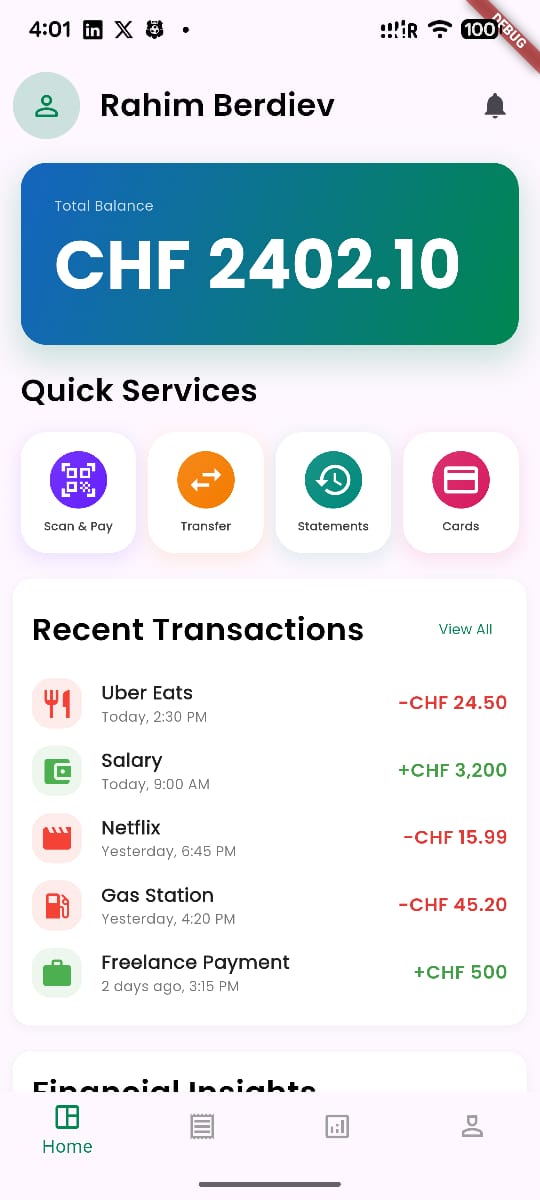 4:01
100
DEBUG
Rahim Berdiev
Total Balance
CHF 2402.10
Quick Services
Scan & Pay
Transfer
Statements
Cards
Recent Transactions
View All
Uber Eats
-CHF 24.50
Today, 2:30 PM
Salary
+CHF 3,200
Today, 9:00 AM
Netflix
-CHF 15.99
Yesterday, 6:45 PM
Gas Station
-CHF 45.20
Yesterday, 4:20 PM
Freelance Payment
+CHF 500
2 days ago, 3:15 PM
Financial Insights
Home